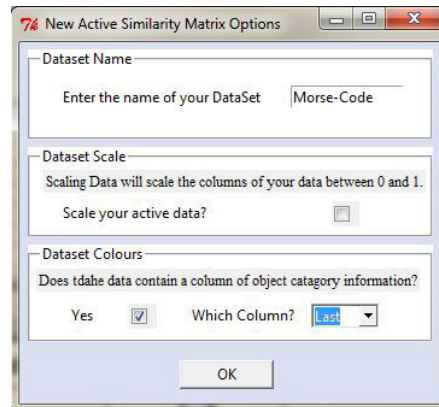 New Active Similarity Matrix Options
Dataset Name
Enter the name of your DataSet Morse-Code
Dataset Scale
Scaling Data will scale the columns of your data between 0 and 1.
Scale your active data?
Dataset Colours
Does tdahe data contain a column of object catagory information?
Yes Which Column? Last
OK